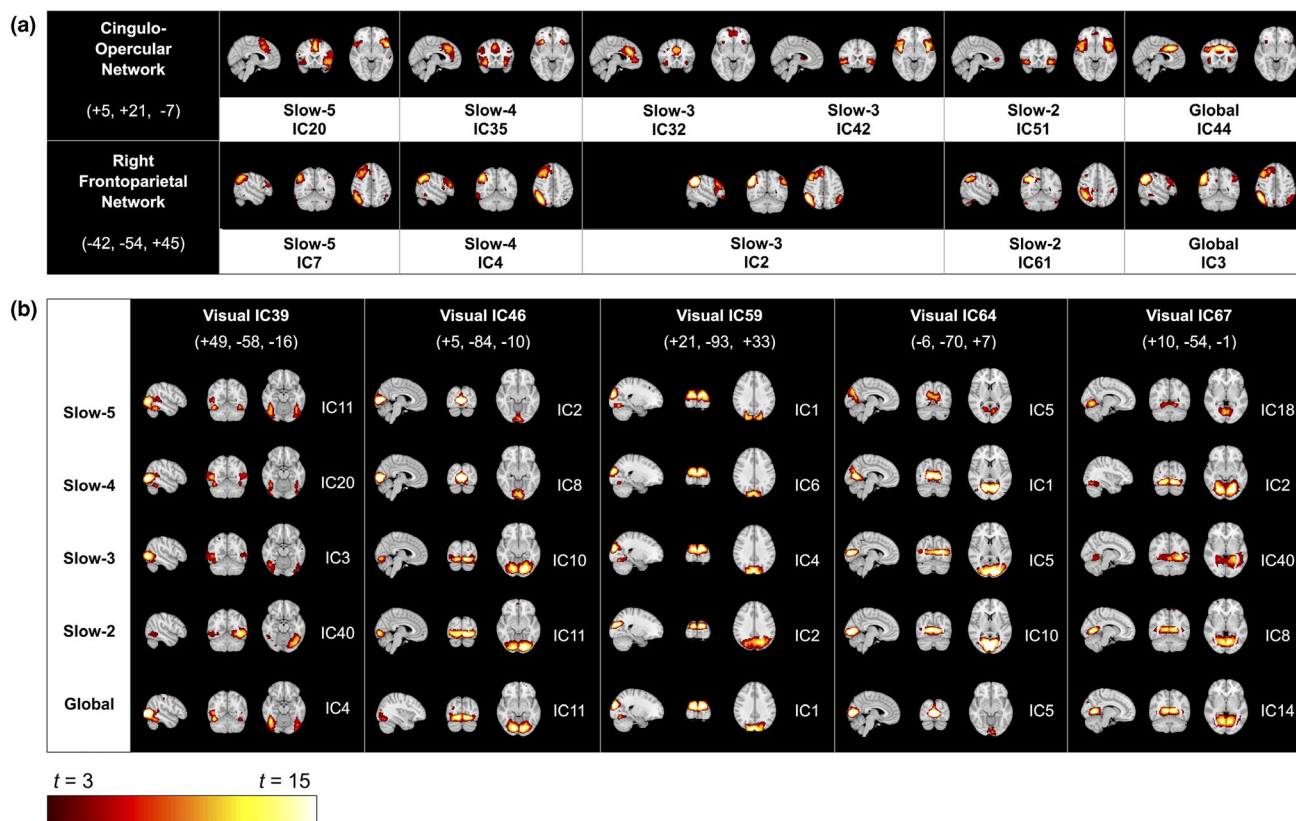 (a)
Cingulo-
Opercular
Network
(+5, +21, -7)
Slow-5
IC20
Slow-4
IC35
Slow-3
IC32
Slow-3
IC42
Slow-2
IC51
Global
IC44
Right
Frontoparietal
Network
(-42, -54, +45)
Slow-5
IC7
Slow-4
IC4
Slow-3
IC2
Slow-2
IC61
Global
IC3
(b)
Visual IC39
(+49, -58, -16)
Visual IC46
(+5, -84, -10)
Visual IC59
(+21, -93, +33)
Visual IC64
(-6, -70, +7)
Visual IC67
(+10, -54, -1)
Slow-5
IC11
IC2
IC1
IC5
IC18
Slow-4
IC20
IC8
IC6
IC1
IC2
Slow-3
IC3
IC10
IC4
IC5
IC40
Slow-2
IC40
IC11
IC2
IC10
IC8
Global
IC4
IC11
IC1
IC5
IC14
t = 3
t = 15